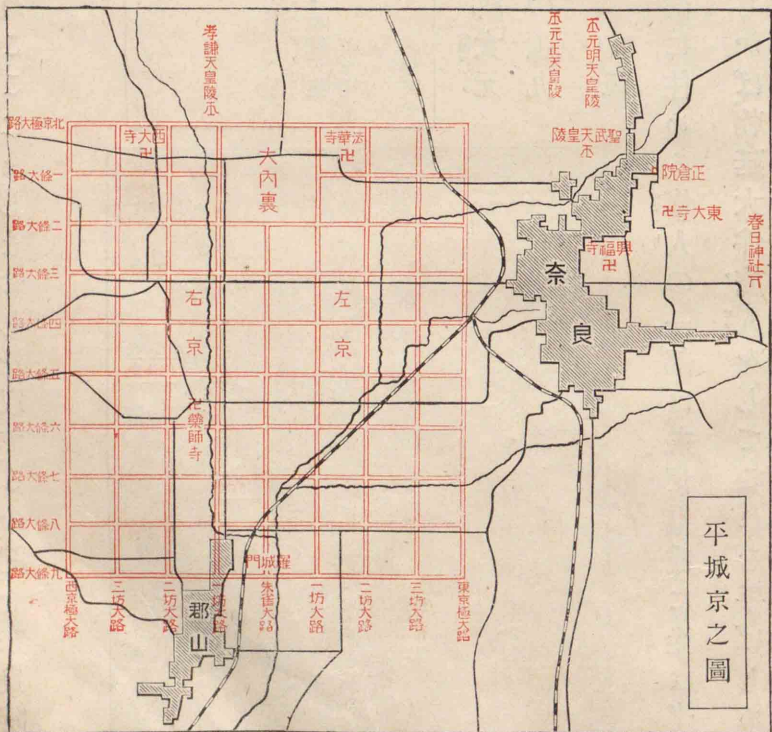 平城京之圖
春日神社⛩
卍寺大東
院倉正
陵皇天武聖
⛩元明天皇陵
⛩元正天皇陵
寺福興
卍
奈良
寺華法
卍
大內裏
左京
孝謙天皇陵⛩
寺大西
卍
右京
卍藥師寺
門城羅
郡山
路大極京北
路大條一
路大條二
路大條三
路大條四
路大條五
路大條六
路大條七
路大條八
路大條九
東京極大路
三坊大路
二坊大路
一坊大路
朱雀大路
一坊大路
二坊大路
三坊大路
西京極大路